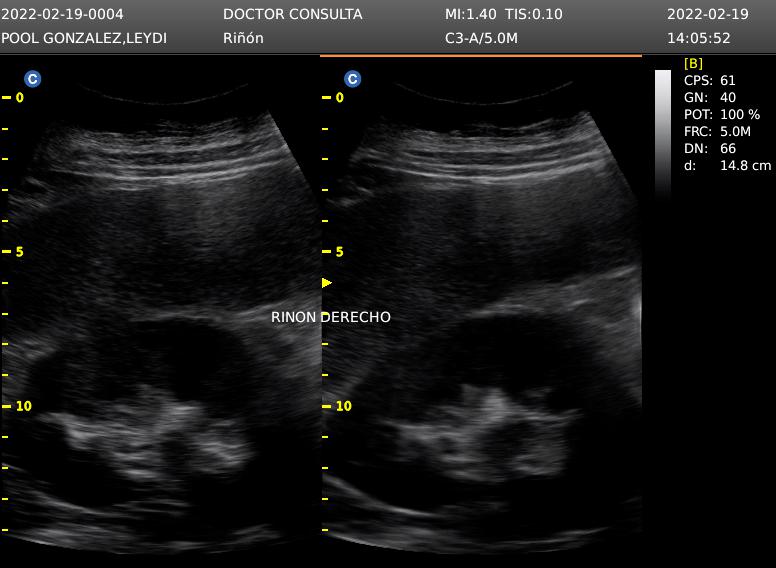 2022-02-19-0004 DOCTOR CONSULTA MI:1.40 TIS:0.10 2022-02-19
POOL GONZALEZ,LEYDI Riñón C3-A/5.0M 14:05:52
[B]
CPS: 61
GN: 40
POT: 100 %
FRC: 5.0M
DN: 66
d: 14.8 cm
C C
0 0
5 5
RINON DERECHO
10 10